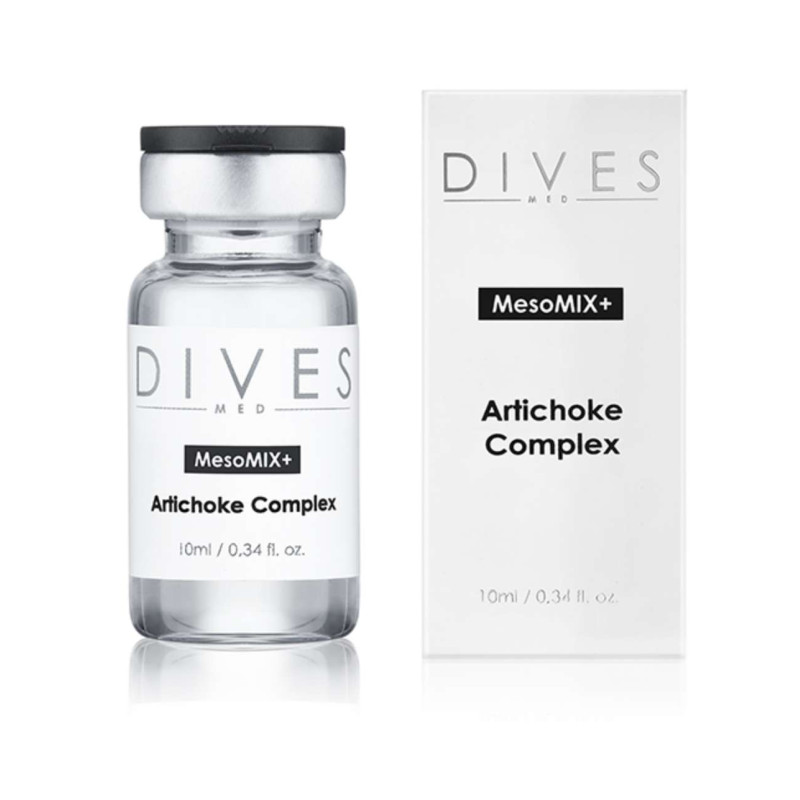 DIVES
MED
MesoMIX+
Artichoke Complex
10ml / 0,34 fl. oz.
DIVES
MED
MesoMIX+
Artichoke
Complex
10ml / 0,34 fl. oz.